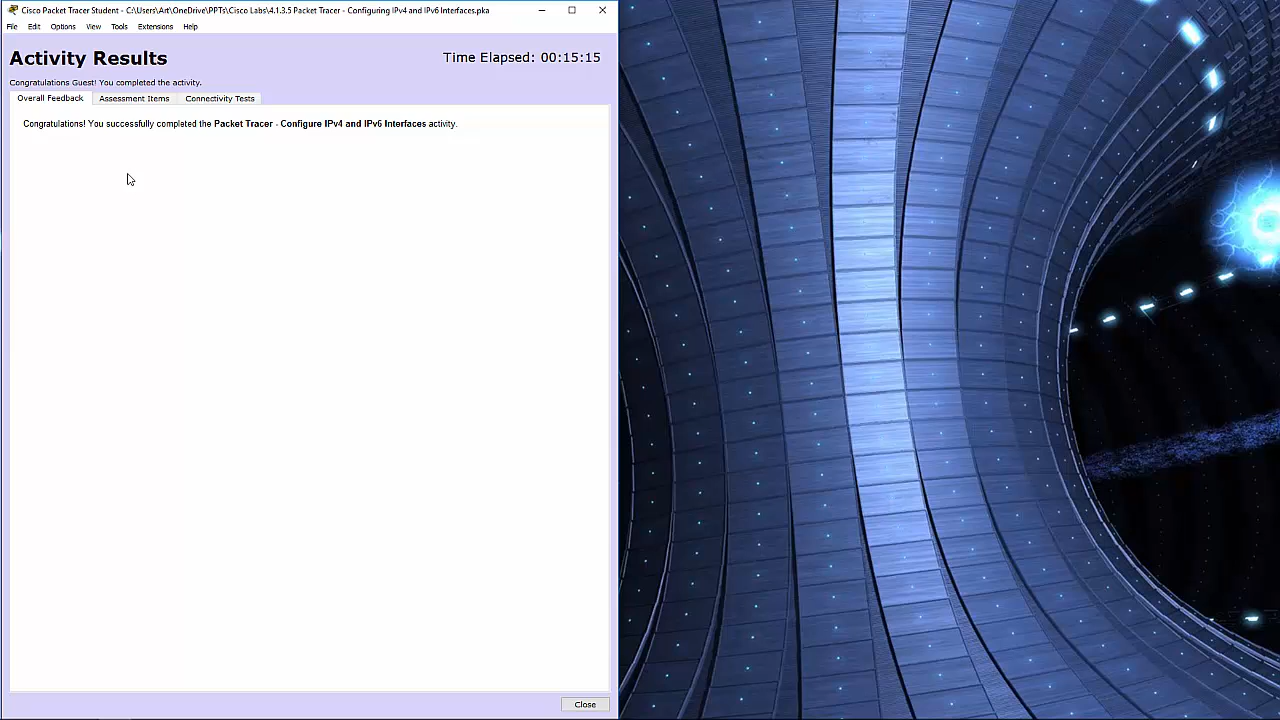 Cisco Packet Tracer Student - C:\Users\Art\OneDrive\PPTs\Cisco Labs\4.1.3.5 Packet Tracer - Configuring IPv4 and IPv6 Interfaces.pka
File Edit Options View Tools Extensions Help
Activity Results
Time Elapsed: 00:15:15
Congratulations Guest! You completed the activity.
Overall Feedback Assessment Items Connectivity Tests
Congratulations! You successfully completed the Packet Tracer - Configure IPv4 and IPv6 Interfaces activity.
Close